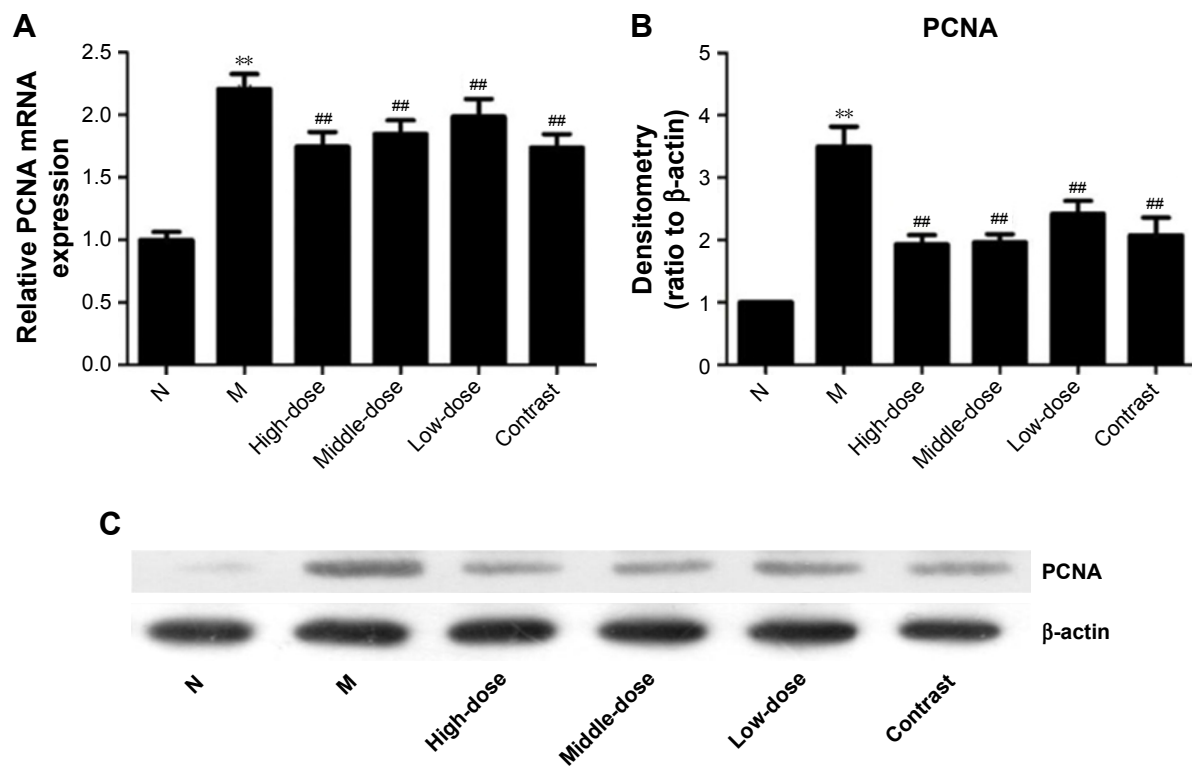 A
Relative PCNA mRNA
expression
2.5
2.0
1.5
1.0
0.5
0.0
**
##
##
##
##
N
M
High-dose
Middle-dose
Low-dose
Contrast
B
PCNA
Densitometry
(ratio to β-actin)
5
4
3
2
1
0
**
##
##
##
##
N
M
High-dose
Middle-dose
Low-dose
Contrast
C
PCNA
β-actin
N
M
High-dose
Middle-dose
Low-dose
Contrast